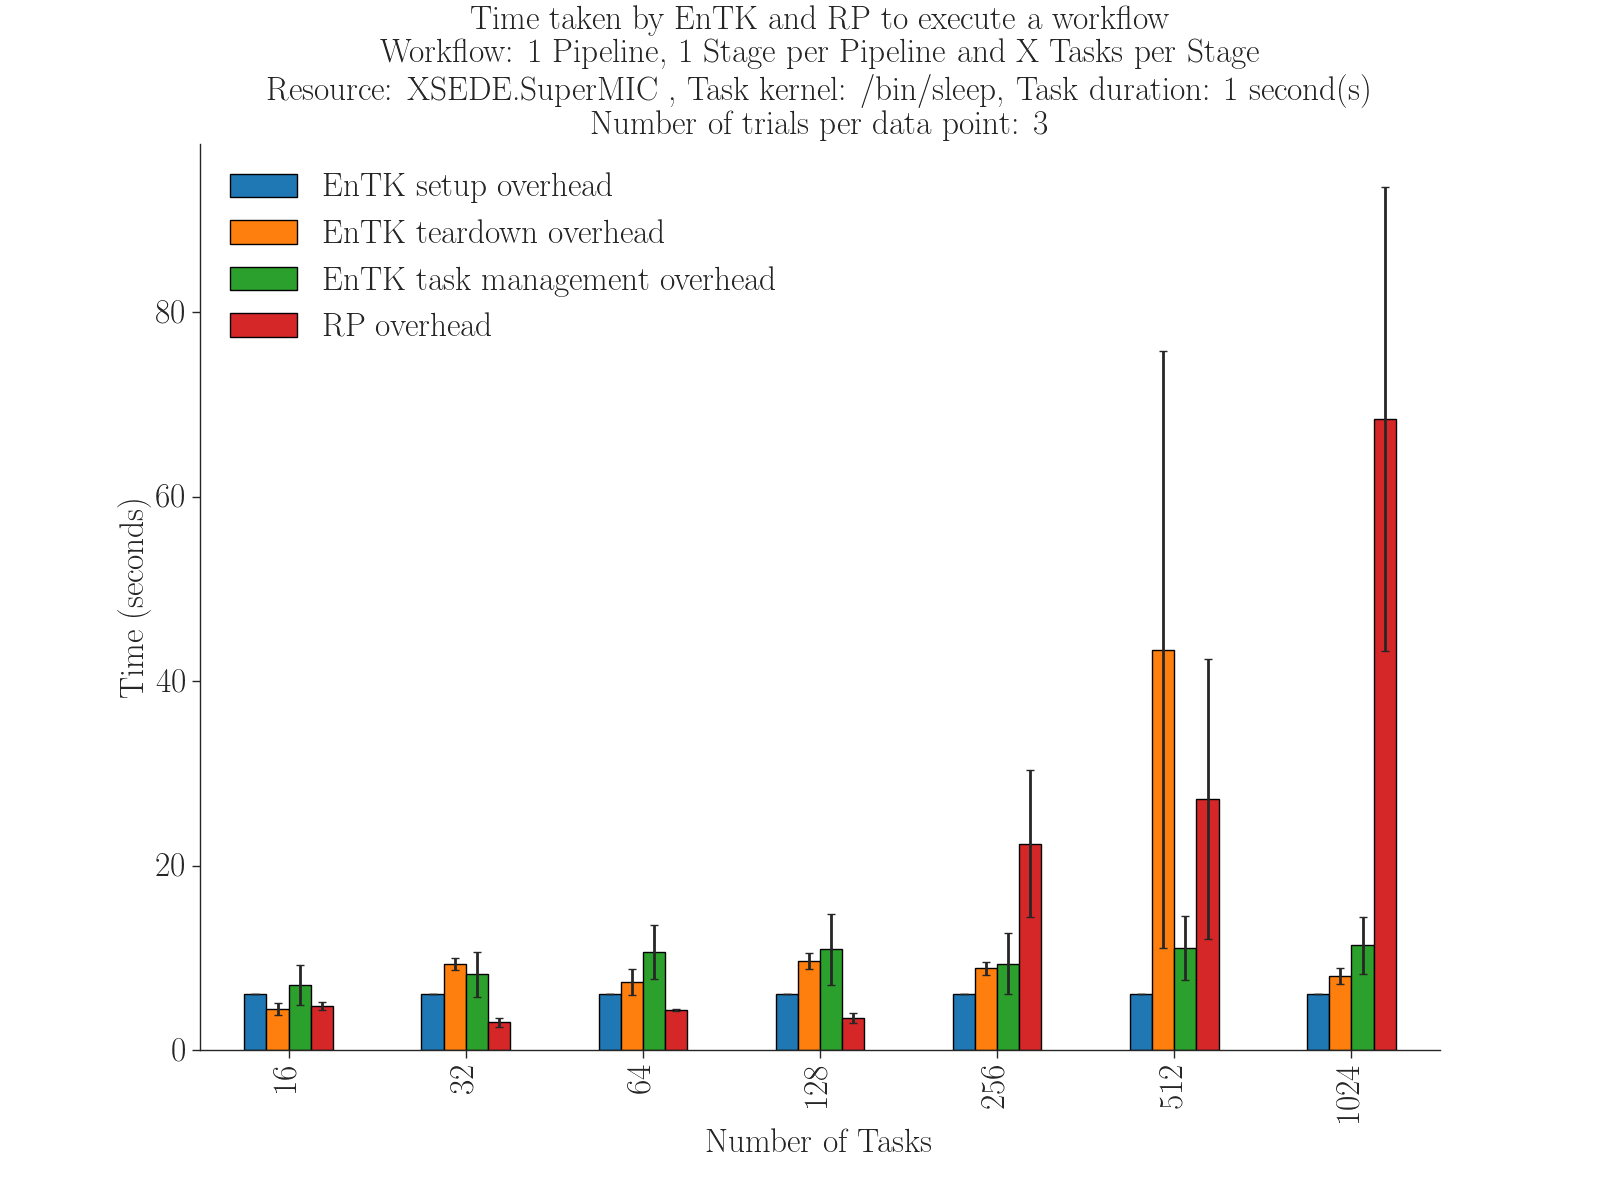 Time taken by EnTK and RP to execute a workflow
Workflow: 1 Pipeline, 1 Stage per Pipeline and X Tasks per Stage
Resource: XSEDE.SuperMIC , Task kernel: /bin/sleep, Task duration: 1 second(s)
Number of trials per data point: 3
EnTK setup overhead
EnTK teardown overhead
EnTK task management overhead
RP overhead
Time (seconds)
80
60
40
20
0
16
32
64
128
256
512
1024
Number of Tasks